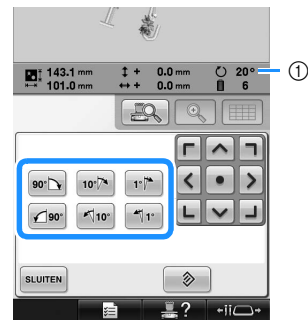 143.1 mm + 0.0 mm 20° ①
101.0 mm + 0.0 mm 6
90° 10° 1°
90° 10° 1°
SLUITEN
?